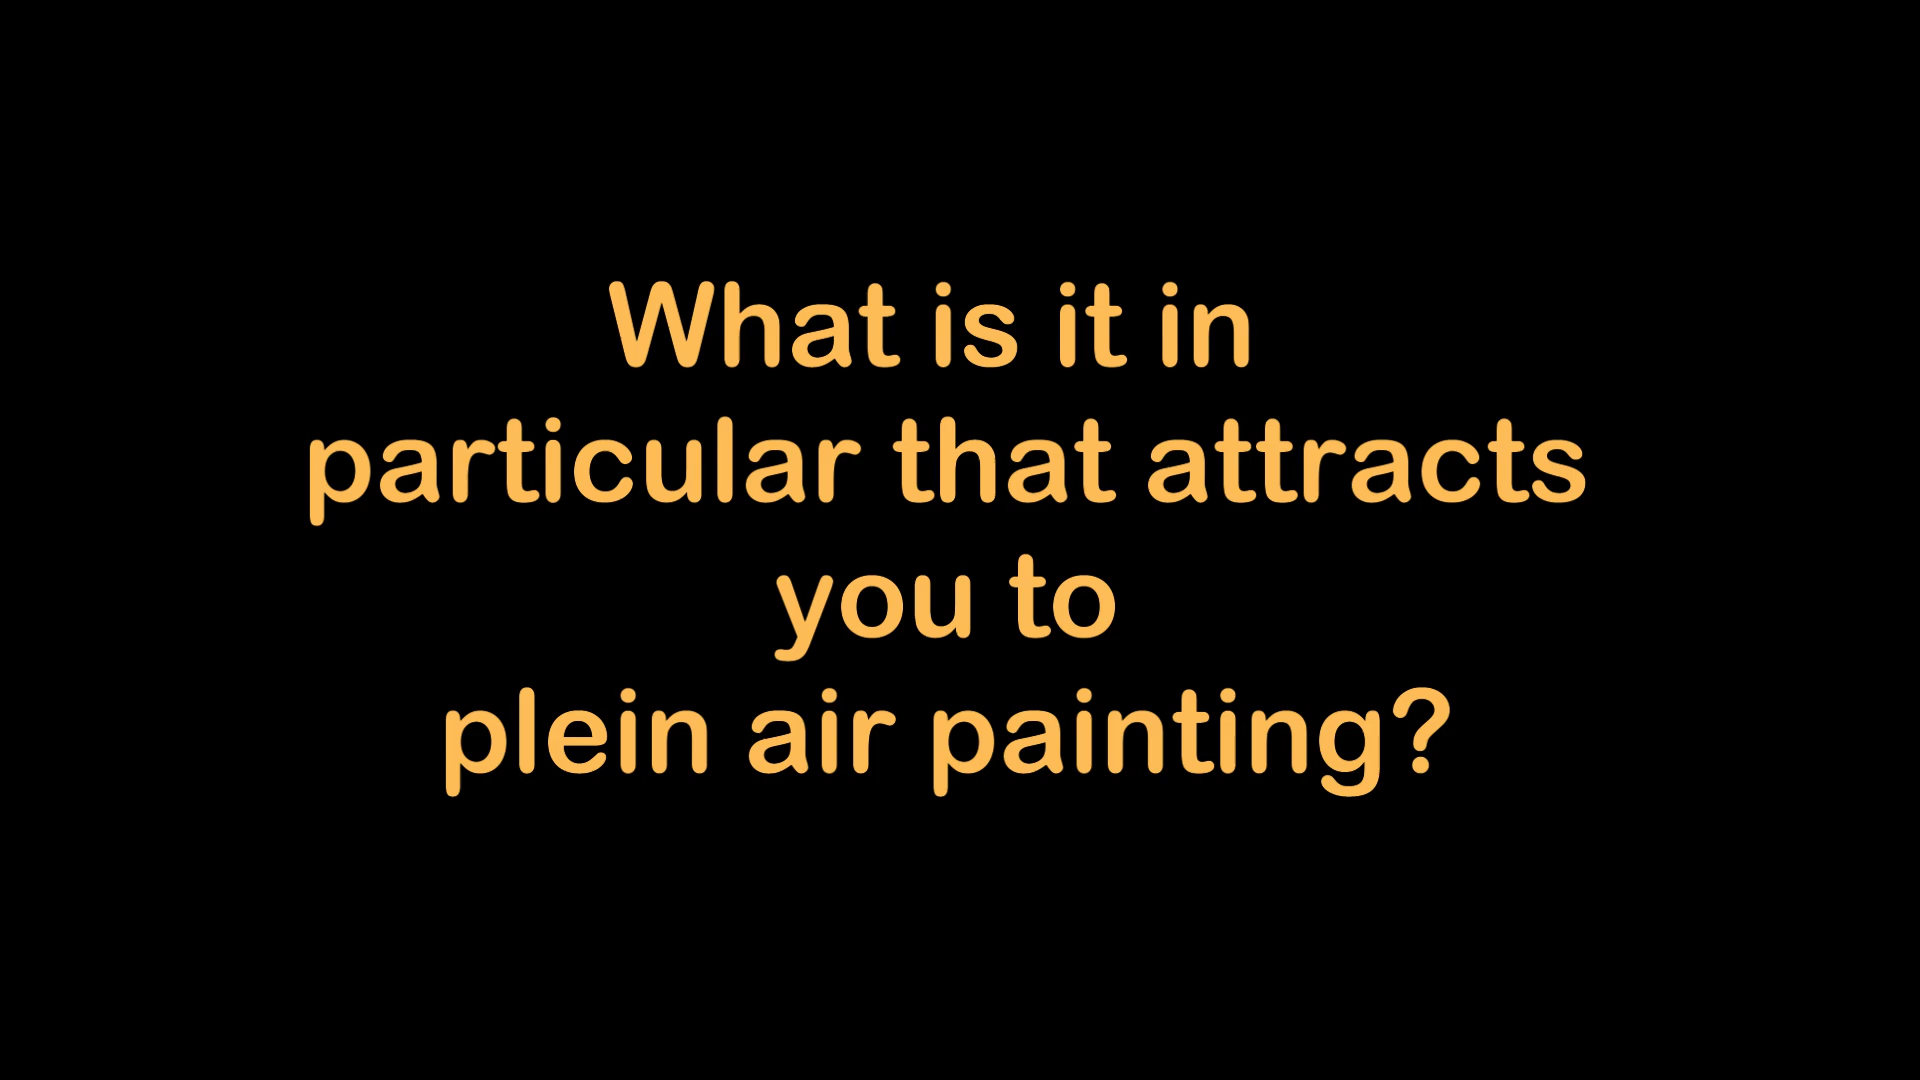 What is it in
particular that attracts
you to
plein air painting?